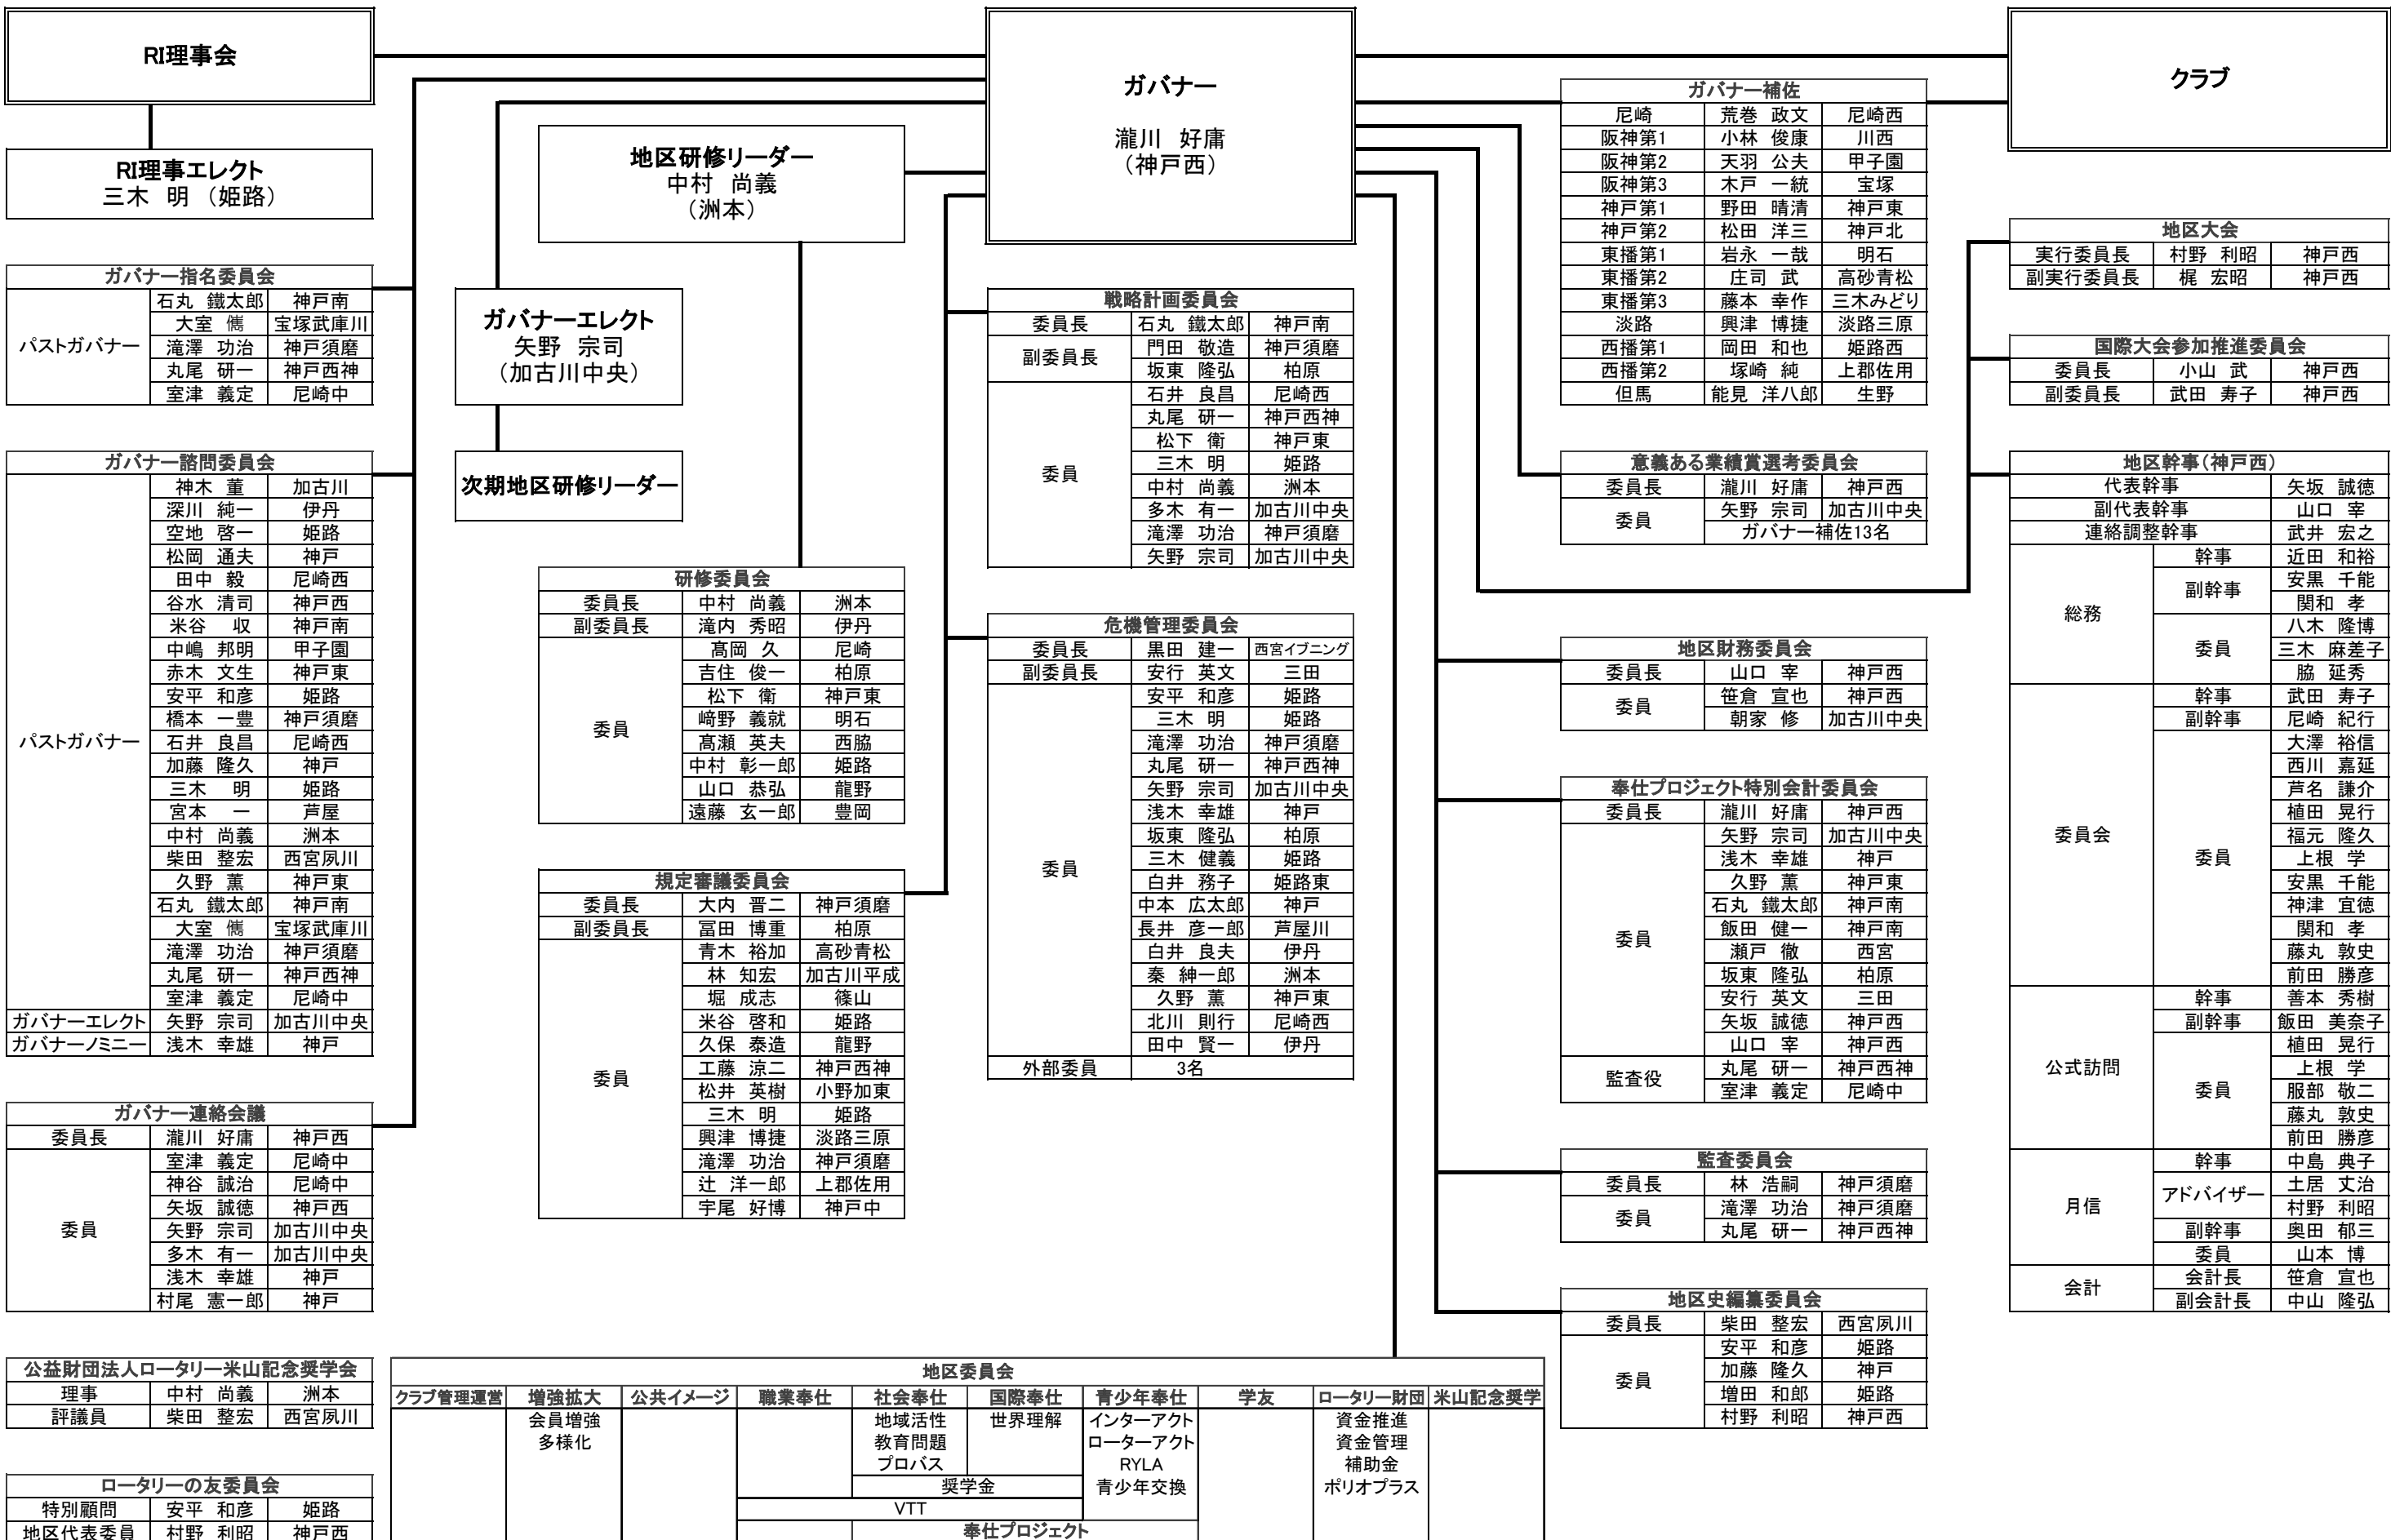 RI理事会
RI理事エレクト
三木 明 (姫路)
ガバナー
瀧川 好庸
(神戸西)
クラブ
地区研修リーダー
中村 尚義
(洲本)
ガバナーエレクト
矢野 宗司
(加古川中央)
次期地区研修リーダー
ガバナー指名委員会
パストガバナー
石丸 鐵太郎 神戸南
大室 㒞 宝塚武庫川
滝澤 功治 神戸須磨
丸尾 研一 神戸西神
室津 義定 尼崎中
ガバナー諮問委員会
パストガバナー
神木 董 加古川
深川 純一 伊丹
空地 啓一 姫路
松岡 通夫 神戸
田中 毅 尼崎西
谷水 清司 神戸西
米谷 収 神戸南
中嶋 邦明 甲子園
赤木 文生 神戸東
安平 和彦 姫路
橋本 一豊 神戸須磨
石井 良昌 尼崎西
加藤 隆久 神戸
三木 明 姫路
宮本 一 芦屋
中村 尚義 洲本
柴田 整宏 西宮夙川
久野 薫 神戸東
石丸 鐵太郎 神戸南
大室 㒞 宝塚武庫川
滝澤 功治 神戸須磨
丸尾 研一 神戸西神
室津 義定 尼崎中
ガバナーエレクト 矢野 宗司 加古川中央
ガバナーノミニー 浅木 幸雄 神戸
ガバナー連絡会議
委員長 瀧川 好庸 神戸西
委員
室津 義定 尼崎中
神谷 誠治 尼崎中
矢坂 誠徳 神戸西
矢野 宗司 加古川中央
多木 有一 加古川中央
浅木 幸雄 神戸
村尾 憲一郎 神戸
公益財団法人ロータリー米山記念奨学会
理事 中村 尚義 洲本
評議員 柴田 整宏 西宮夙川
ロータリーの友委員会
特別顧問 安平 和彦 姫路
地区代表委員 村野 利昭 神戸西
研修委員会
委員長 中村 尚義 洲本
副委員長 滝内 秀昭 伊丹
委員
髙岡 久 尼崎
吉住 俊一 柏原
松下 衛 神戸東
﨑野 義就 明石
髙瀬 英夫 西脇
中村 彰一郎 姫路
山口 恭弘 龍野
遠藤 玄一郎 豊岡
規定審議委員会
委員長 大内 晋二 神戸須磨
副委員長 冨田 博重 柏原
委員
青木 裕加 高砂青松
林 知宏 加古川平成
堀 成志 篠山
米谷 啓和 姫路
久保 泰造 龍野
工藤 涼二 神戸西神
松井 英樹 小野加東
三木 明 姫路
興津 博捷 淡路三原
滝澤 功治 神戸須磨
辻 洋一郎 上郡佐用
宇尾 好博 神戸中
戦略計画委員会
委員長 石丸 鐵太郎 神戸南
副委員長
門田 敬造 神戸須磨
坂東 隆弘 柏原
委員
石井 良昌 尼崎西
丸尾 研一 神戸西神
松下 衛 神戸東
三木 明 姫路
中村 尚義 洲本
多木 有一 加古川中央
滝澤 功治 神戸須磨
矢野 宗司 加古川中央
危機管理委員会
委員長 黒田 建一 西宮イブニング
副委員長 安行 英文 三田
委員
安平 和彦 姫路
三木 明 姫路
滝澤 功治 神戸須磨
丸尾 研一 神戸西神
矢野 宗司 加古川中央
浅木 幸雄 神戸
坂東 隆弘 柏原
三木 健義 姫路
白井 務子 姫路東
中本 広太郎 神戸
長井 彦一郎 芦屋川
白井 良夫 伊丹
秦 紳一郎 洲本
久野 薫 神戸東
北川 則行 尼崎西
田中 賢一 伊丹
外部委員 3名
ガバナー補佐
尼崎 荒巻 政文 尼崎西
阪神第1 小林 俊康 川西
阪神第2 天羽 公夫 甲子園
阪神第3 木戸 一統 宝塚
神戸第1 野田 晴清 神戸東
神戸第2 松田 洋三 神戸北
東播第1 岩永 一哉 明石
東播第2 庄司 武 高砂青松
東播第3 藤本 幸作 三木みどり
淡路 興津 博捷 淡路三原
西播第1 岡田 和也 姫路西
西播第2 塚崎 純 上郡佐用
但馬 能見 洋八郎 生野
意義ある業績賞選考委員会
委員長 瀧川 好庸 神戸西
委員
矢野 宗司 加古川中央
ガバナー補佐13名
地区財務委員会
委員長 山口 宰 神戸西
委員
笹倉 宣也 神戸西
朝家 修 加古川中央
奉仕プロジェクト特別会計委員会
委員長 瀧川 好庸 神戸西
委員
矢野 宗司 加古川中央
浅木 幸雄 神戸
久野 薫 神戸東
石丸 鐵太郎 神戸南
飯田 健一 神戸南
瀬戸 徹 西宮
坂東 隆弘 柏原
安行 英文 三田
矢坂 誠徳 神戸西
山口 宰 神戸西
監査役
丸尾 研一 神戸西神
室津 義定 尼崎中
監査委員会
委員長 林 浩嗣 神戸須磨
委員
滝澤 功治 神戸須磨
丸尾 研一 神戸西神
地区史編纂委員会
委員長 柴田 整宏 西宮夙川
委員
安平 和彦 姫路
加藤 隆久 神戸
増田 和郎 姫路
村野 利昭 神戸西
地区大会
実行委員長 村野 利昭 神戸西
副実行委員長 梶 宏昭 神戸西
国際大会参加推進委員会
委員長 小山 武 神戸西
副委員長 武田 寿子 神戸西
地区幹事(神戸西)
代表幹事 矢坂 誠徳
副代表幹事 山口 宰
連絡調整幹事 武井 宏之
総務
幹事 近田 和裕
副幹事
安黒 千能
関和 孝
委員
八木 隆博
三木 麻差子
脇 延秀
委員会
幹事 武田 寿子
副幹事 尼崎 紀行
委員
大澤 裕信
西川 嘉延
芦名 謙介
植田 晃行
福元 隆久
上根 学
安黒 千能
神津 宜徳
関和 孝
藤丸 敦史
前田 勝彦
公式訪問
幹事 善本 秀樹
副幹事 飯田 美奈子
委員
植田 晃行
上根 学
服部 敬二
藤丸 敦史
前田 勝彦
月信
幹事 中島 典子
アドバイザー
土居 丈治
村野 利昭
副幹事 奥田 郁三
委員 山本 博
会計
会計長 笹倉 宣也
副会計長 中山 隆弘
地区委員会
クラブ管理運営 増強拡大 公共イメージ 職業奉仕 社会奉仕 国際奉仕 青少年奉仕 学友 ロータリー財団 米山記念奨学
会員増強 地域活性 世界理解 インターアクト 資金推進
多様化 教育問題 ローターアクト 資金管理
プロバス RYLA 補助金
奨学金 青少年交換 ポリオプラス
VTT
奉仕プロジェクト